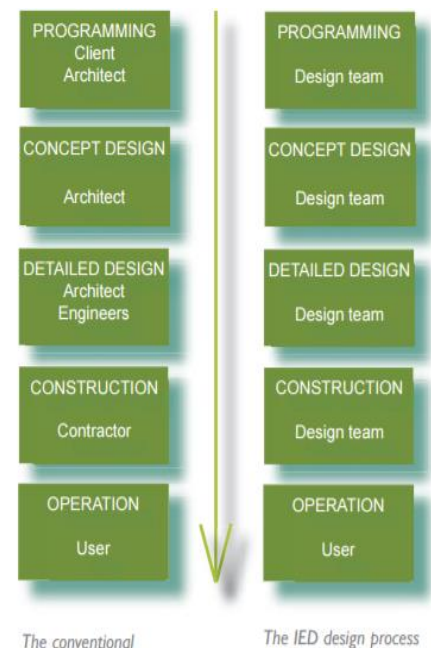 PROGRAMMING
Client
Architect
CONCEPT DESIGN
Architect
DETAILED DESIGN
Architect
Engineers
CONSTRUCTION
Contractor
OPERATION
User
The conventional
PROGRAMMING
Design team
CONCEPT DESIGN
Design team
DETAILED DESIGN
Design team
CONSTRUCTION
Design team
OPERATION
User
The IED design process